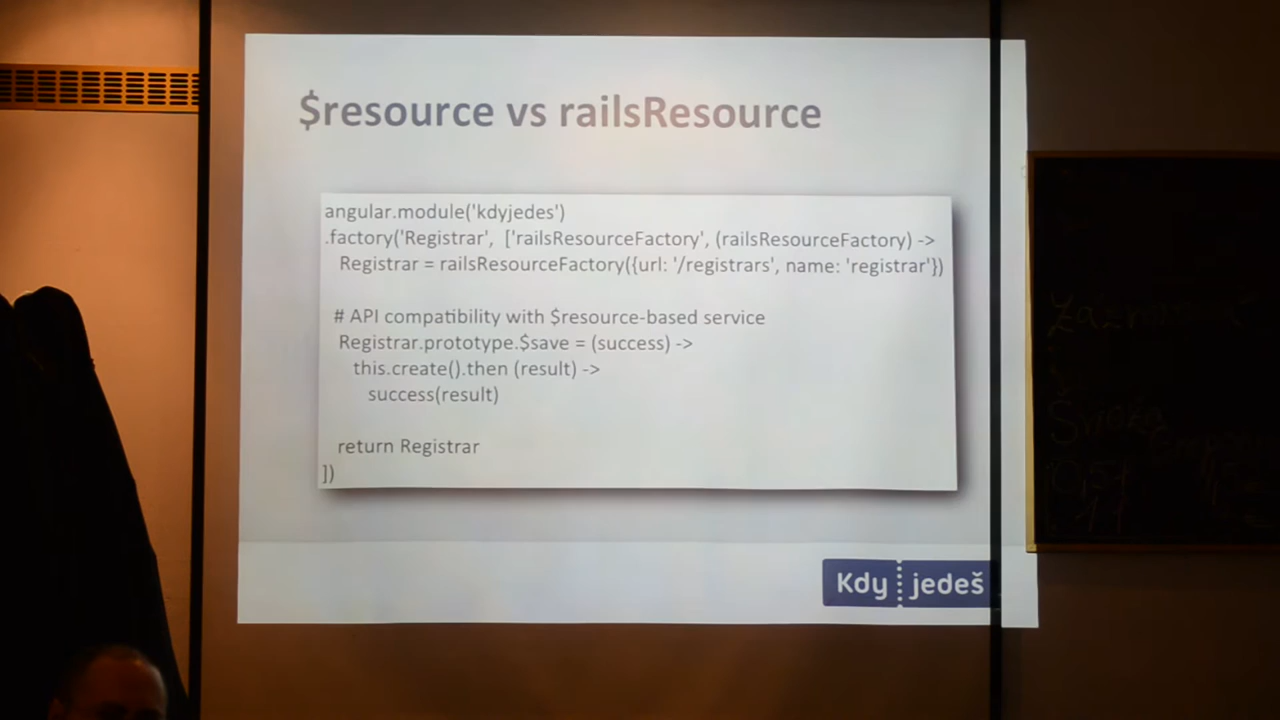 $resource vs railsResource
angular.module('kdyjedes')
.factory('Registrar', ['railsResourceFactory', (railsResourceFactory) ->
Registrar = railsResourceFactory({url: '/registrars', name: 'registrar'})
# API compatibility with $resource-based service
Registrar.prototype.$save = (success) ->
this.create().then (result) ->
success(result)
return Registrar
])
Kdy jedeš